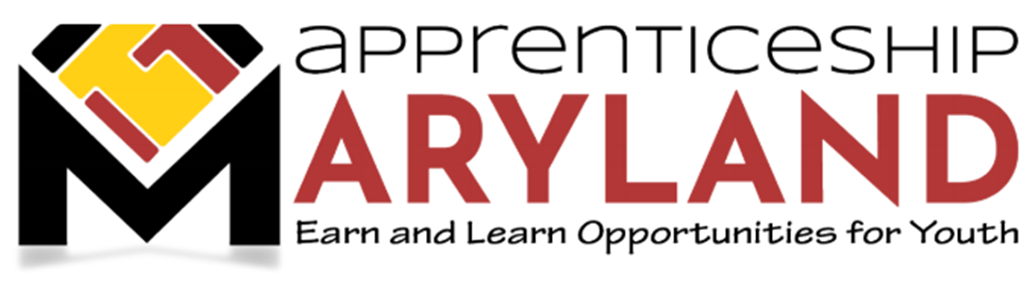 apprenticeship
MARYLAND
Earn and Learn Opportunities for Youth